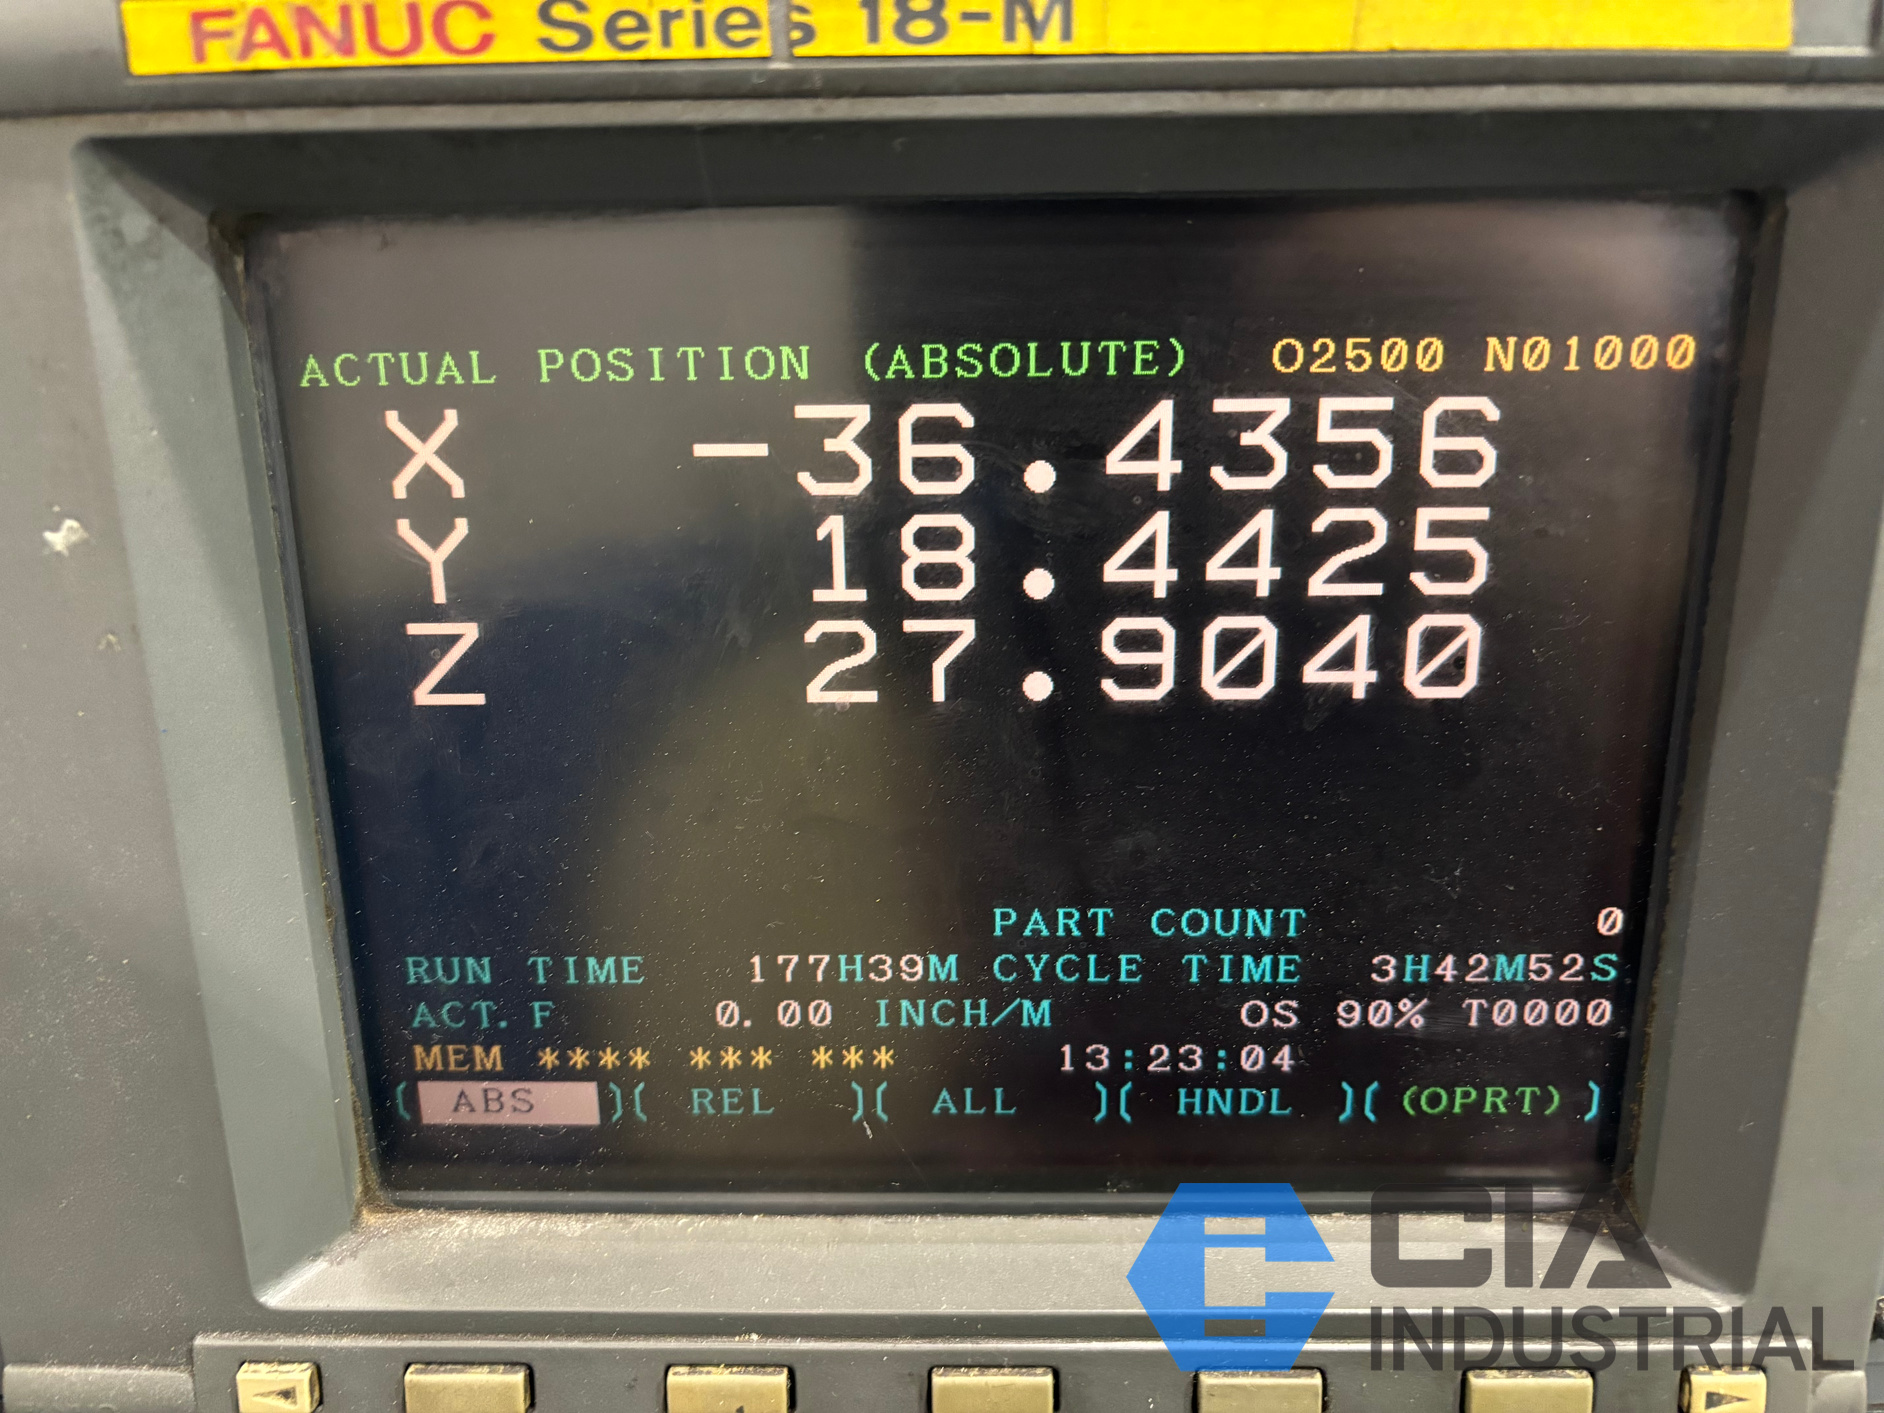 FANUC Series 18-M
ACTUAL POSITION (ABSOLUTE) O2500 N01000
X -36.4356
Y 18.4425
Z 27.9040
PART COUNT 0
RUN TIME 177H39M CYCLE TIME 3H42M52S
ACT.F 0.00 INCH/M OS 90% T0000
MEM **** *** *** 13:23:04
( ABS )( REL )( ALL )( HNDL )( (OPRT) )
CIA
INDUSTRIAL